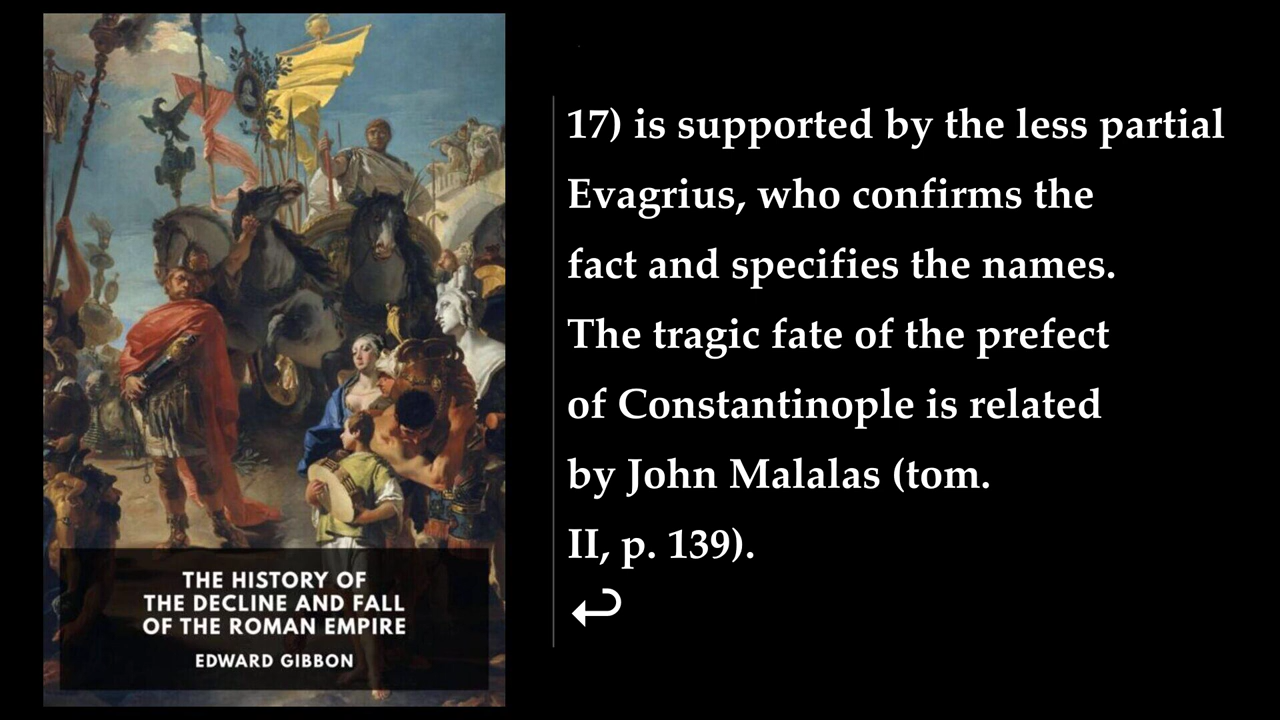 17) is supported by the less partial
Evagrius, who confirms the
fact and specifies the names.
The tragic fate of the prefect
of Constantinople is related
by John Malalas (tom.
II, p. 139).
↩
THE HISTORY OF
THE DECLINE AND FALL
OF THE ROMAN EMPIRE
EDWARD GIBBON